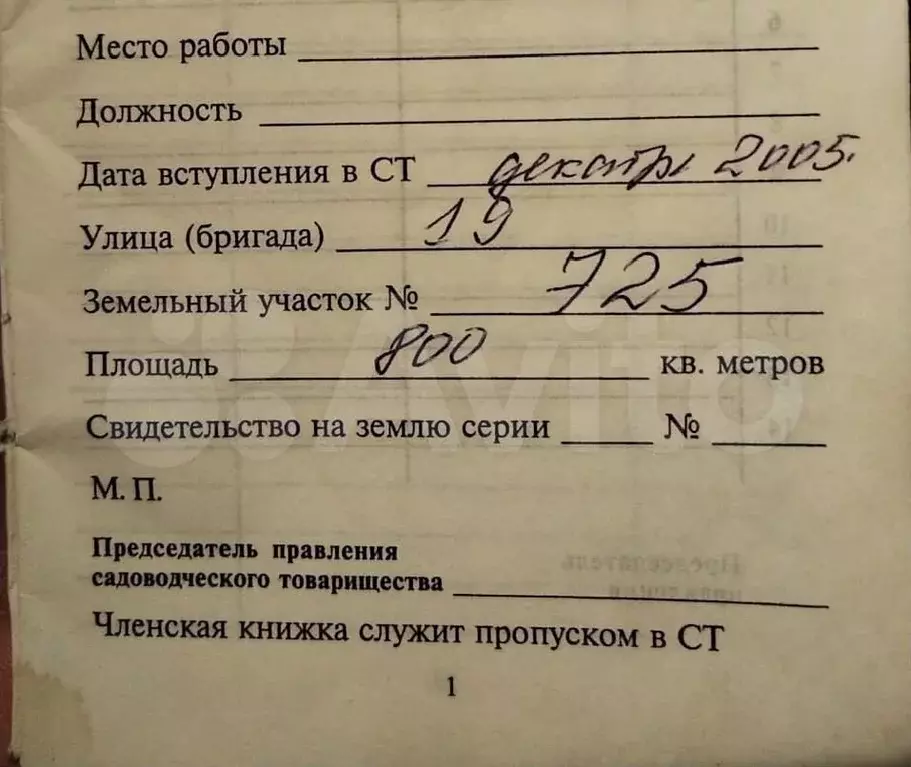 Место работы
Должность
Дата вступления в СТ декабрь 2005.
Улица (бригада) 19
Земельный участок № 725
Площадь 800 кв. метров
Свидетельство на землю серии №
М. П.
Председатель правления
садоводческого товарищества
Членская книжка служит пропуском в СТ
1
Avito